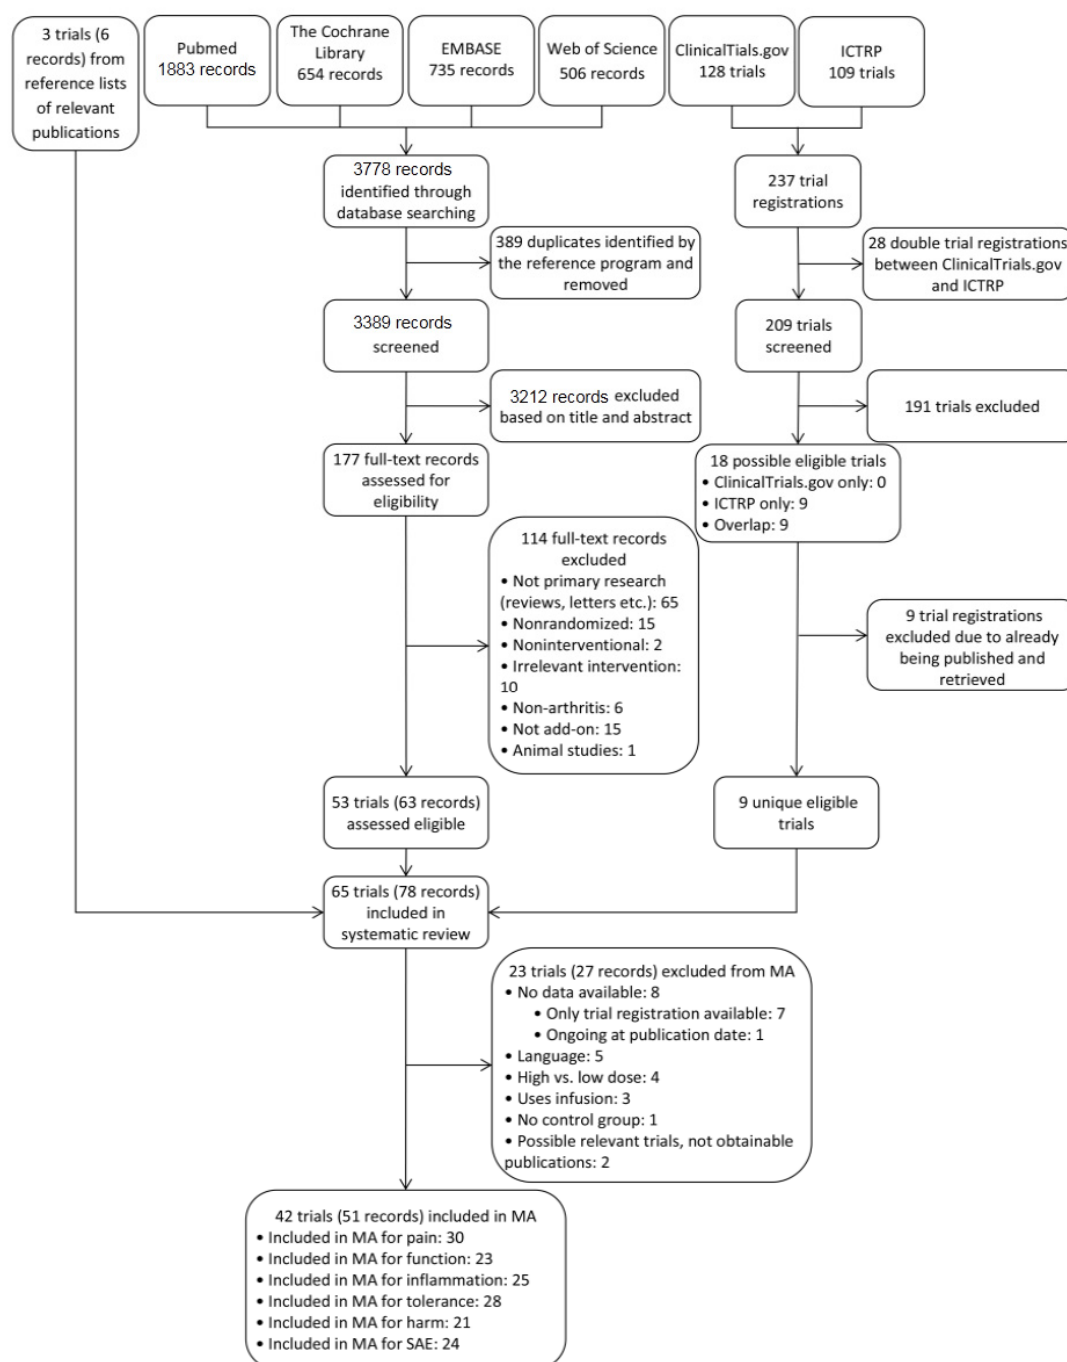 3 trials (6
records) from
reference lists
of relevant
publications
Pubmed
1883 records
The Cochrane
Library
654 records
EMBASE
735 records
Web of Science
506 records
ClinicalTials.gov
128 trials
ICTRP
109 trials
3778 records
identified through
database searching
237 trial
registrations
389 duplicates identified by
the reference program and
removed
28 double trial registrations
between ClinicalTrials.gov
and ICTRP
3389 records
screened
209 trials
screened
3212 records excluded
based on title and abstract
191 trials excluded
177 full-text records
assessed for
eligibility
18 possible eligible trials
• ClinicalTrials.gov only: 0
• ICTRP only: 9
• Overlap: 9
114 full-text records
excluded
• Not primary research
(reviews, letters etc.): 65
• Nonrandomized: 15
• Noninterventional: 2
• Irrelevant intervention:
10
• Non-arthritis: 6
• Not add-on: 15
• Animal studies: 1
9 trial registrations
excluded due to already
being published and
retrieved
53 trials (63 records)
assessed eligible
9 unique eligible
trials
65 trials (78 records)
included in
systematic review
23 trials (27 records) excluded from MA
• No data available: 8
• Only trial registration available: 7
• Ongoing at publication date: 1
• Language: 5
• High vs. low dose: 4
• Uses infusion: 3
• No control group: 1
• Possible relevant trials, not obtainable
publications: 2
42 trials (51 records) included in MA
• Included in MA for pain: 30
• Included in MA for function: 23
• Included in MA for inflammation: 25
• Included in MA for tolerance: 28
• Included in MA for harm: 21
• Included in MA for SAE: 24